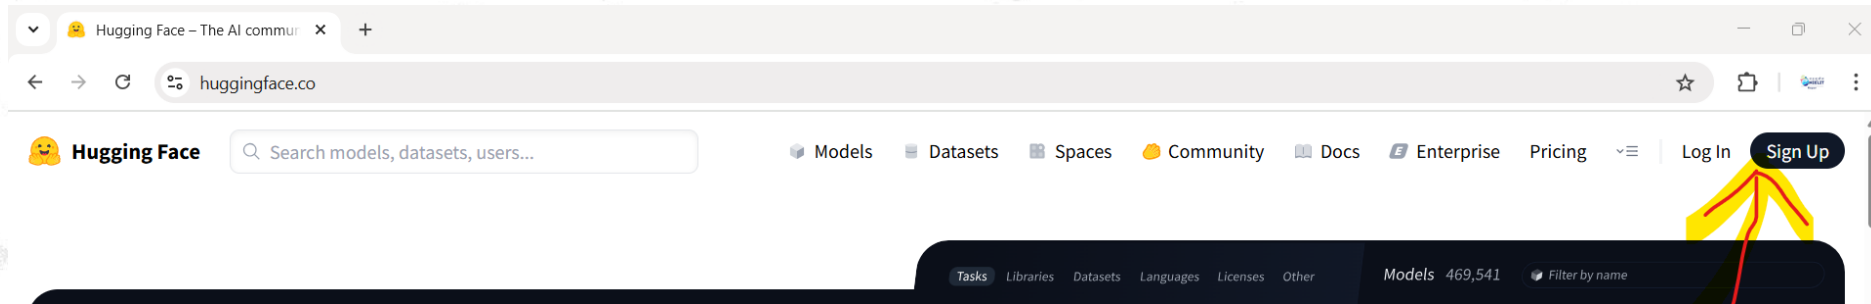 Hugging Face – The AI commun
huggingface.co
Hugging Face
Search models, datasets, users...
Models
Datasets
Spaces
Community
Docs
E Enterprise
Pricing
Log In
Sign Up
Tasks Libraries Datasets Languages Licenses Other
Models 469,541
Filter by name